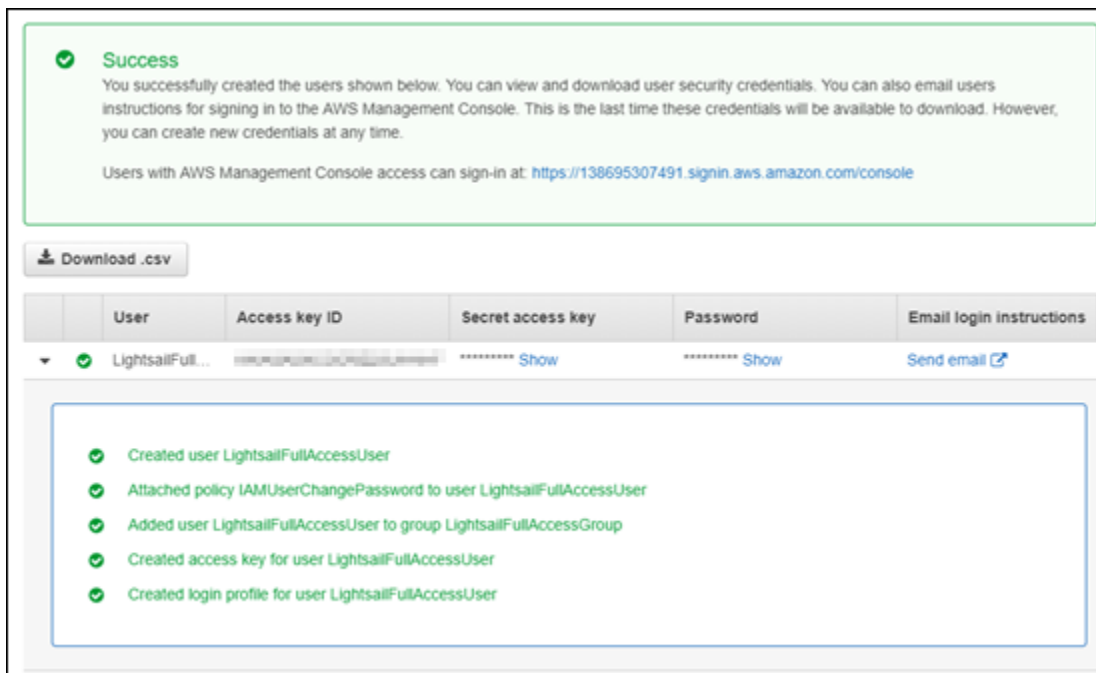 Success
You successfully created the users shown below. You can view and download user security credentials. You can also email users
instructions for signing in to the AWS Management Console. This is the last time these credentials will be available to download. However,
you can create new credentials at any time.
Users with AWS Management Console access can sign-in at: https://138695307491.signin.aws.amazon.com/console
Download .csv
User Access key ID Secret access key Password Email login instructions
LightsailFull... ********* Show ********* Show Send email
Created user LightsailFullAccessUser
Attached policy IAMUserChangePassword to user LightsailFullAccessUser
Added user LightsailFullAccessUser to group LightsailFullAccessGroup
Created access key for user LightsailFullAccessUser
Created login profile for user LightsailFullAccessUser